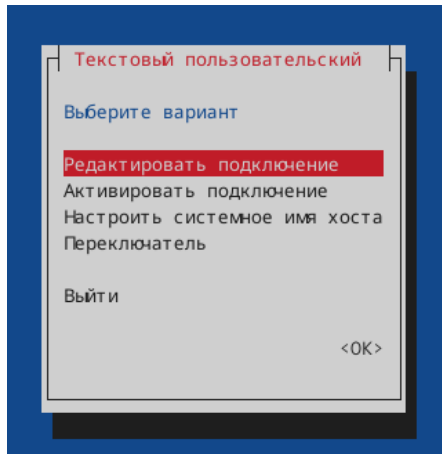 Текстовый пользовательский
Выберите вариант
Редактировать подключение
Активировать подключение
Настроить системное имя хоста
Переключатель
Выйти
<OK>